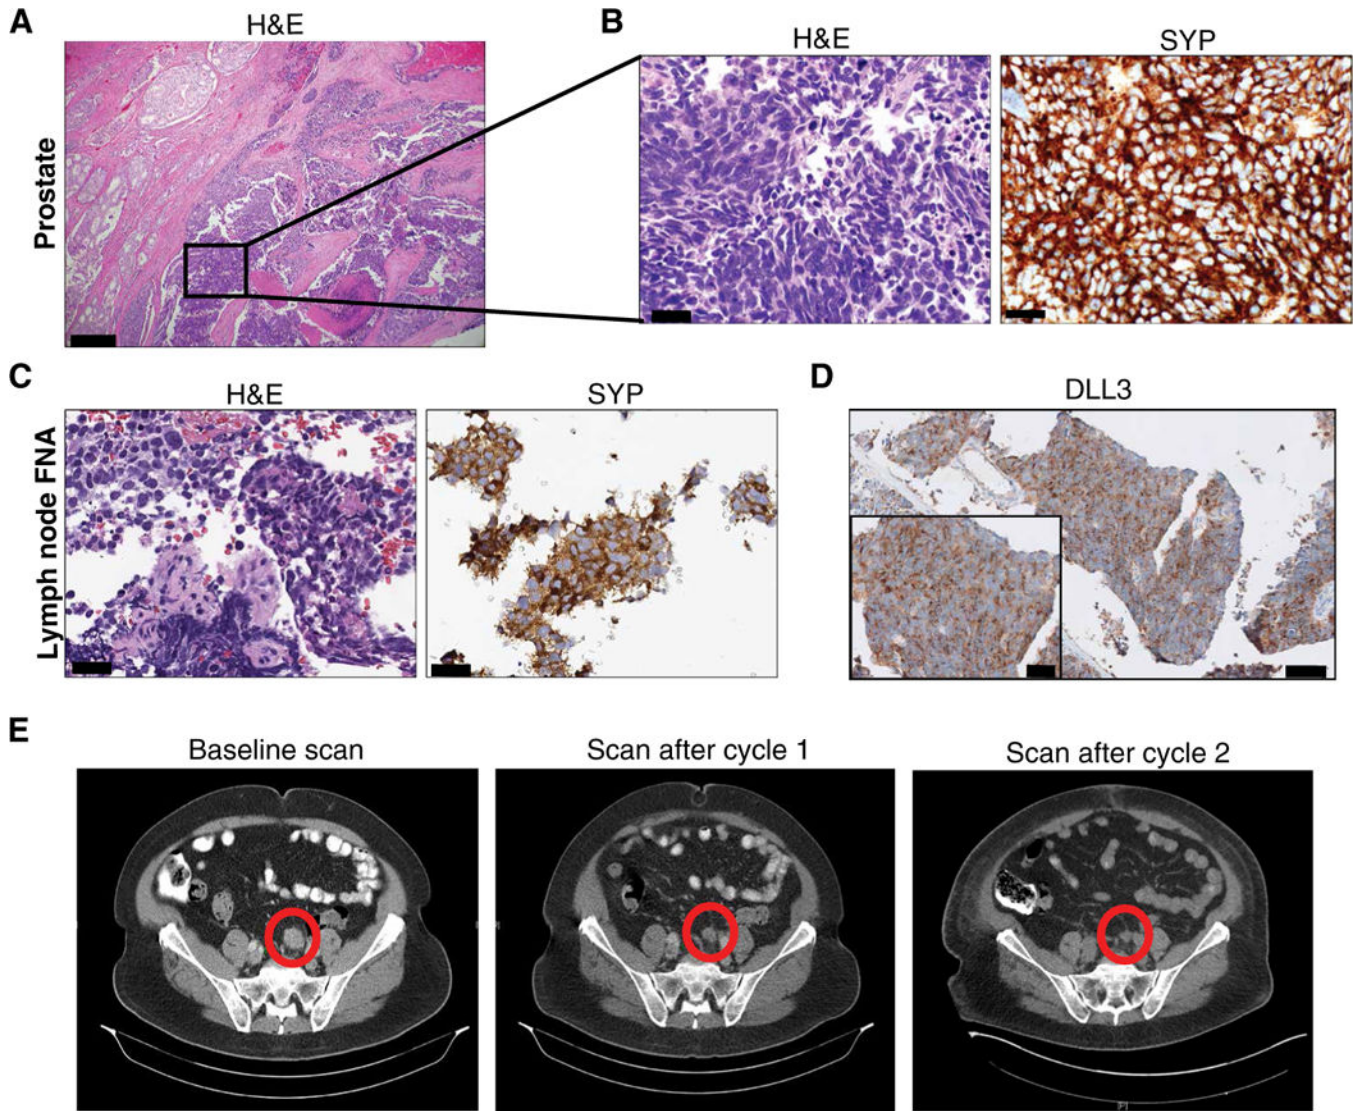 A
H&E
Prostate
B
H&E
SYP
C
H&E
SYP
Lymph node FNA
D
DLL3
E
Baseline scan
Scan after cycle 1
Scan after cycle 2